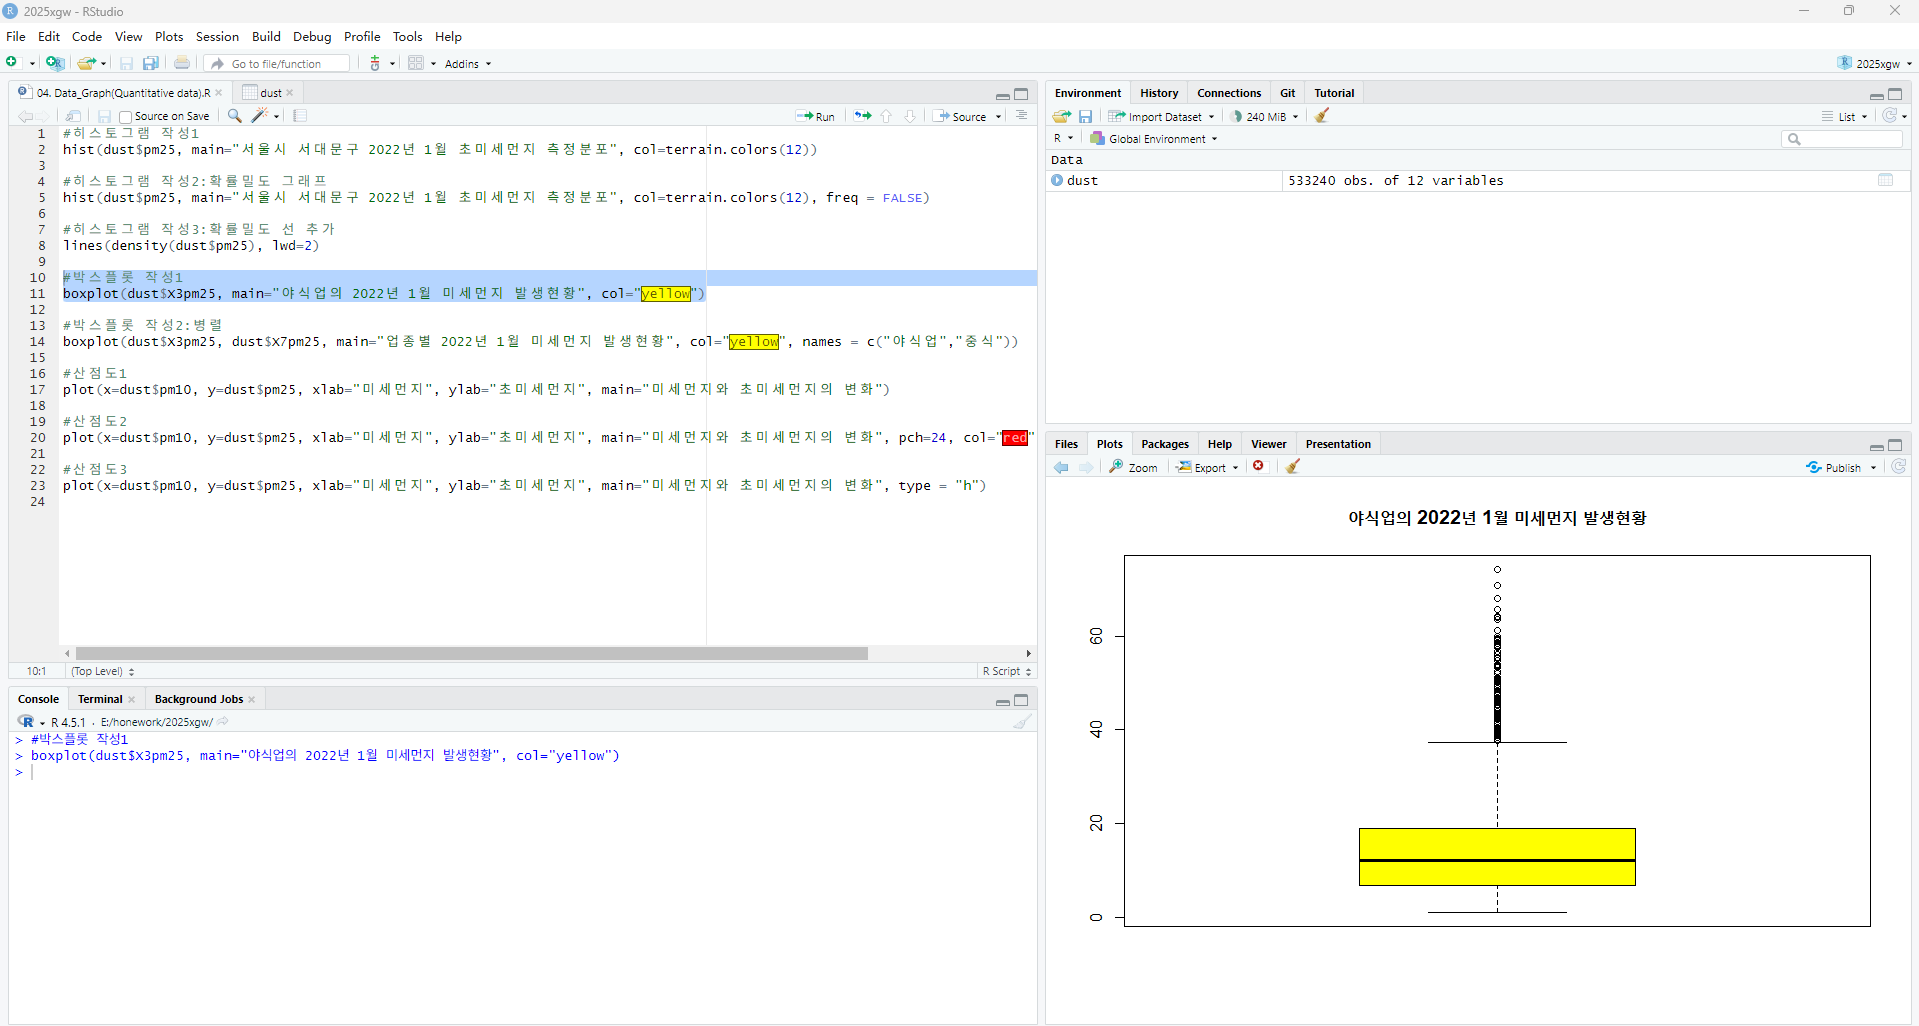 2025xgw - RStudio
File Edit Code View Plots Session Build Debug Profile Tools Help
Go to file/function Addins 2025xgw
04. Data_Graph(Quantitative data).R dust
Source on Save Run Source
1 #히스토그램 작성1
2 hist(dust$pm25, main="서울시 서대문구 2022년 1월 초미세먼지 측정분포", col=terrain.colors(12))
3
4 #히스토그램 작성2:확률밀도 그래프
5 hist(dust$pm25, main="서울시 서대문구 2022년 1월 초미세먼지 측정분포", col=terrain.colors(12), freq = FALSE)
6
7 #히스토그램 작성3:확률밀도 선 추가
8 lines(density(dust$pm25), lwd=2)
9
10 #박스플롯 작성1
11 boxplot(dust$X3pm25, main="야식업의 2022년 1월 미세먼지 발생현황", col="yellow")
12
13 #박스플롯 작성2:병렬
14 boxplot(dust$X3pm25, dust$X7pm25, main="업종별 2022년 1월 미세먼지 발생현황", col="yellow", names = c("야식업","중식"))
15
16 #산점도1
17 plot(x=dust$pm10, y=dust$pm25, xlab="미세먼지", ylab="초미세먼지", main="미세먼지와 초미세먼지의 변화")
18
19 #산점도2
20 plot(x=dust$pm10, y=dust$pm25, xlab="미세먼지", ylab="초미세먼지", main="미세먼지와 초미세먼지의 변화", pch=24, col="red"
21
22 #산점도3
23 plot(x=dust$pm10, y=dust$pm25, xlab="미세먼지", ylab="초미세먼지", main="미세먼지와 초미세먼지의 변화", type = "h")
24
10:1 (Top Level) R Script
Console Terminal Background Jobs
R 4.5.1 · E:/honework/2025xgw/
> #박스플롯 작성1
> boxplot(dust$X3pm25, main="야식업의 2022년 1월 미세먼지 발생현황", col="yellow")
>
Environment History Connections Git Tutorial
Import Dataset 240 MiB List
R Global Environment
Data
dust 533240 obs. of 12 variables
Files Plots Packages Help Viewer Presentation
Zoom Export Publish
야식업의 2022년 1월 미세먼지 발생현황
60
40
20
0